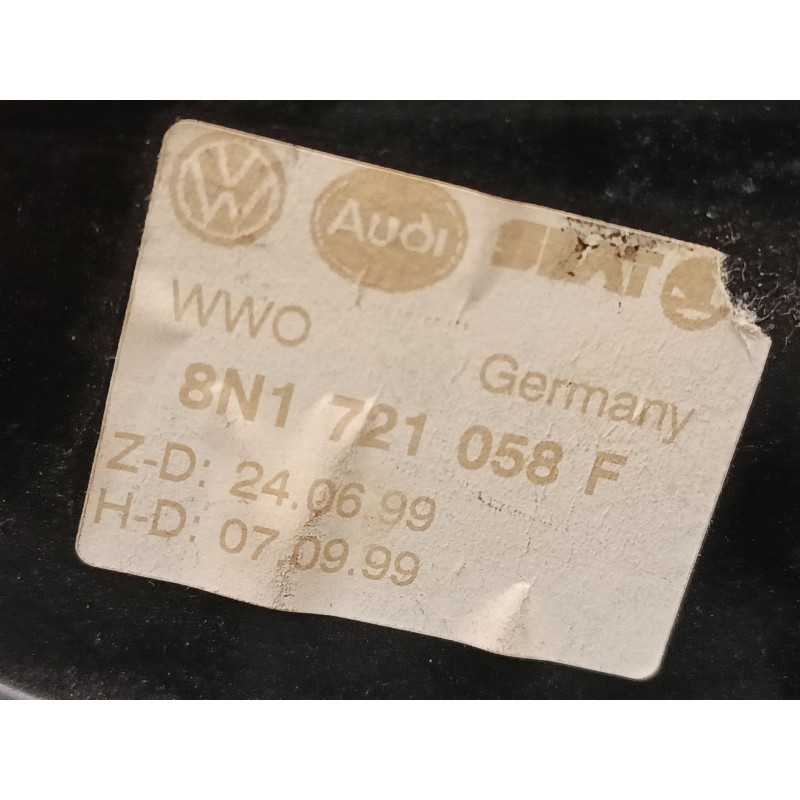 VW Audi SEAT
WWO
Germany
8N1 721 058 F
Z-D: 24.06.99
H-D: 07.09.99